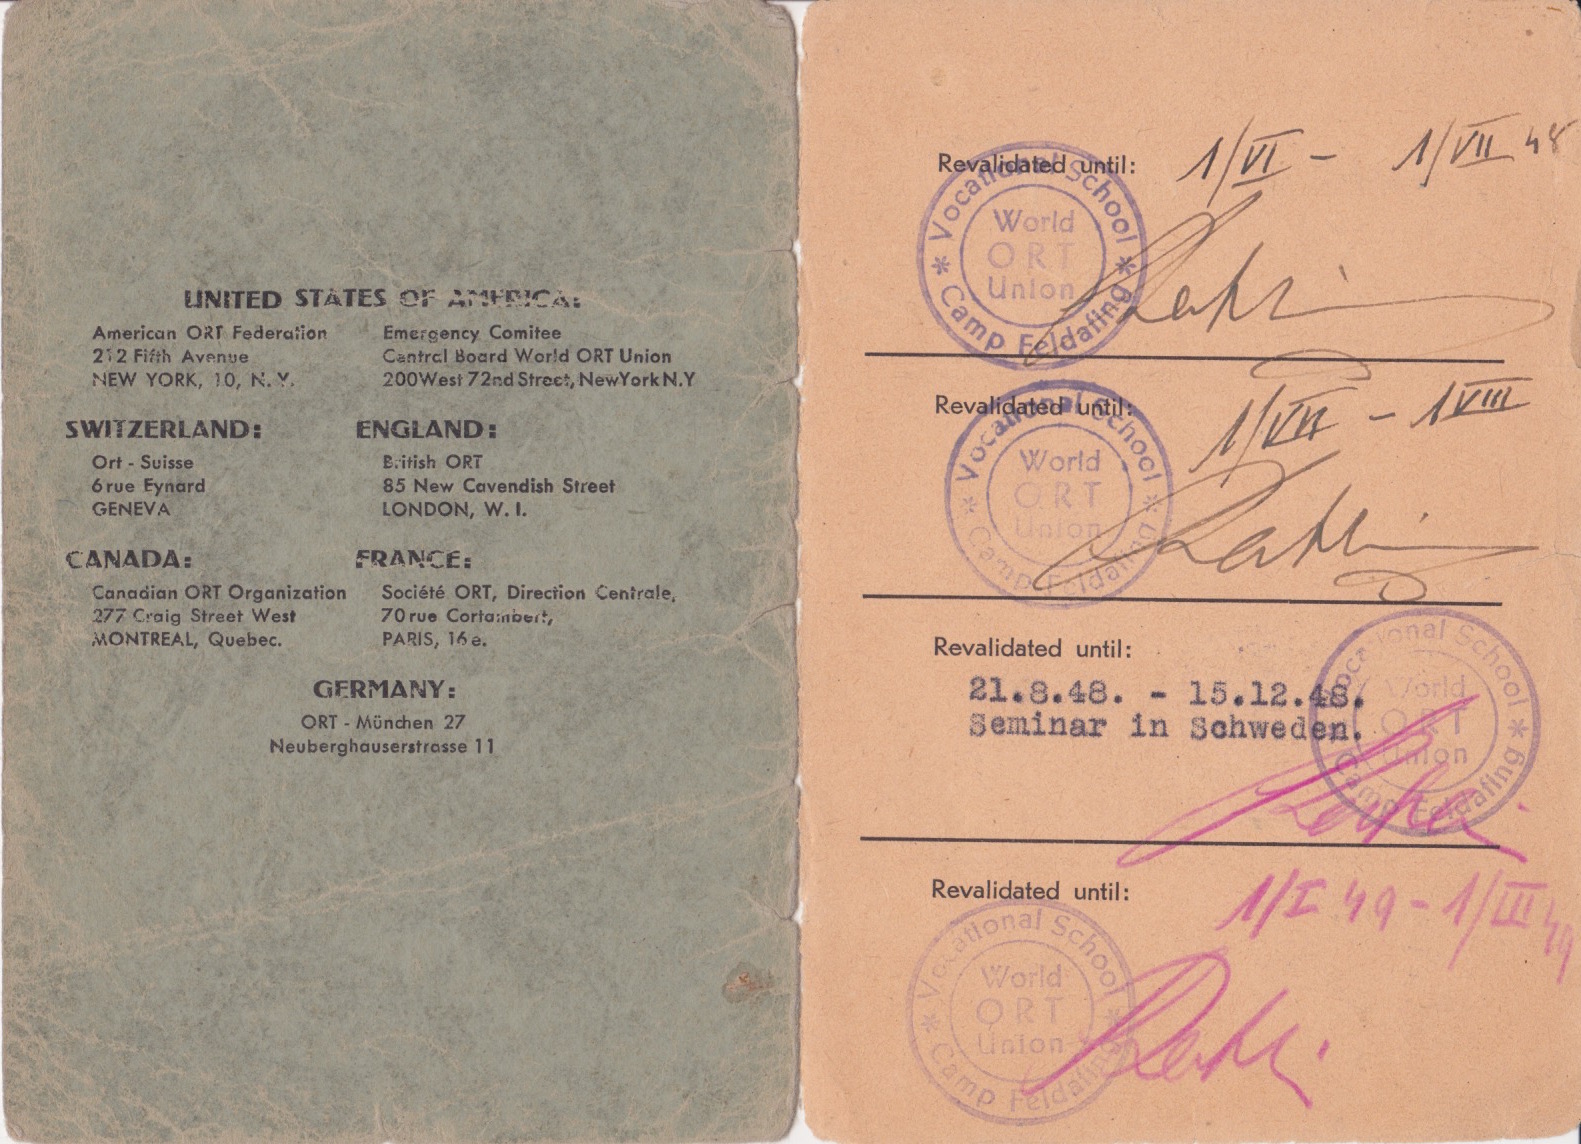 UNITED STATES OF AMERICA:
American ORT Federation
212 Fifth Avenue
NEW YORK, 10, N. Y.
Emergency Comitee
Central Board World ORT Union
200 West 72nd Street, New York N.Y
SWITZERLAND:
Ort - Suisse
6 rue Eynard
GENEVA
ENGLAND:
British ORT
85 New Cavendish Street
LONDON, W. I.
CANADA:
Canadian ORT Organization
277 Craig Street West
MONTREAL, Quebec.
FRANCE:
Société ORT, Direction Centrale,
70 rue Cortambert,
PARIS, 16 e.
GERMANY:
ORT - München 27
Neuberghauserstrasse 11
Revalidated until: 1/VI - 1/VII 48
* Vocational School * Camp Feldafing
World
ORT
Union
Revalidated until: 1/VII - 1 VIII
* Vocational School * Camp Feldafing
World
ORT
Union
Revalidated until:
21.8.48. - 15.12.48.
Seminar in Schweden.
Vocational School * Camp Feldafing
World
ORT
Union
Revalidated until: 1/I 49 - 1/III 49
* Vocational School * Camp Feldafing
World
ORT
Union